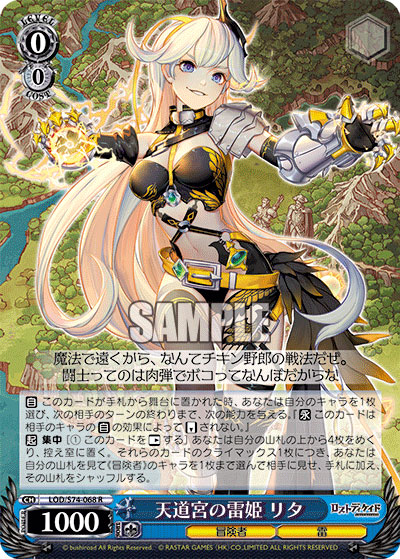 LEVEL
0
0
COST
SAMPLE
魔法で遠くから、なんてチキン野郎の戦法だぜ。
闘士ってのは肉弾でボコってなんぼだからな
自 このカードが手札から舞台に置かれた時、あなたは自分のキャラを1枚
選び、次の相手のターンの終わりまで、次の能力を与える。『永 このカードは
相手のキャラの自の効果によって【】されない。』
起 集中 [① このカードを【】する] あなたは自分の山札の上から4枚をめく
り、控え室に置く。それらのカードのクライマックス1枚につき、あなたは
自分の山札を見て《冒険者》のキャラを1枚まで選んで相手に見せ、手札に加え、
その山札をシャッフルする。
CH LOD/S74-068 R
ロストディケイド
1000
天道宮の雷姫 リタ
冒険者
雷
© bushiroad All Rights Reserved.
© RASTAR GAMES (HK) CO.,LIMITED ALL RIGHTS RESERVED.